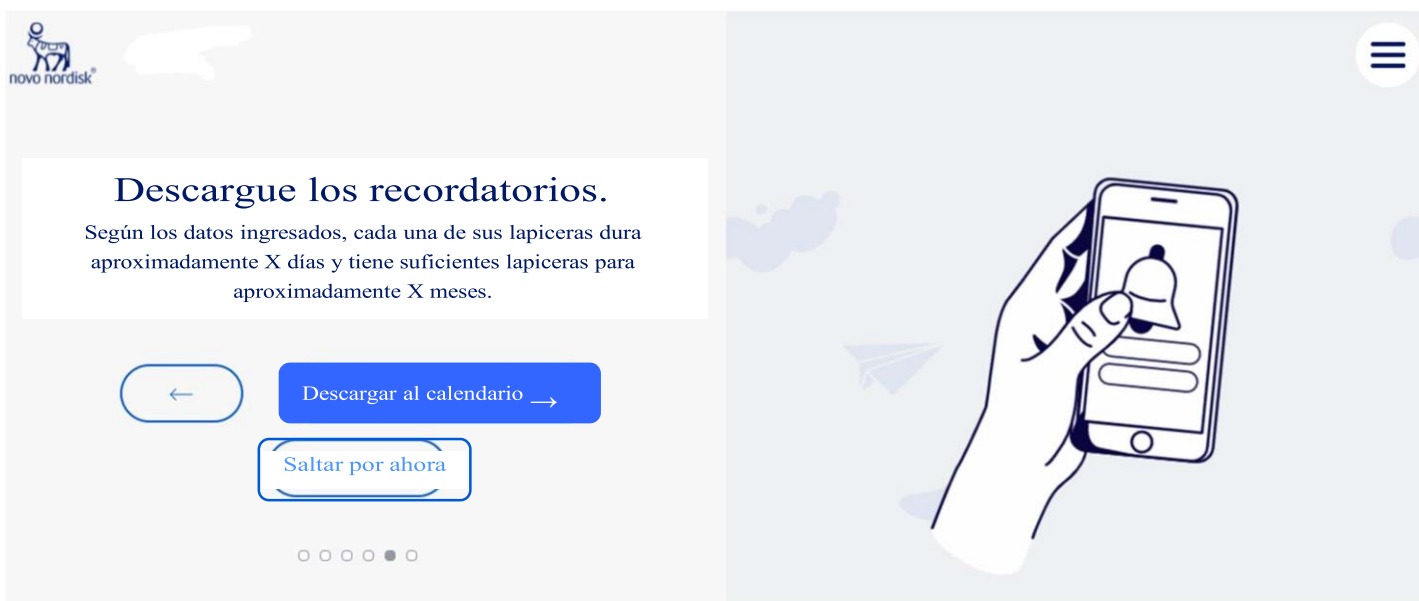 novo nordisk®
Descargue los recordatorios.
Según los datos ingresados, cada una de sus lapiceras dura
aproximadamente X días y tiene suficientes lapiceras para
aproximadamente X meses.
← Descargar al calendario →
Saltar por ahora